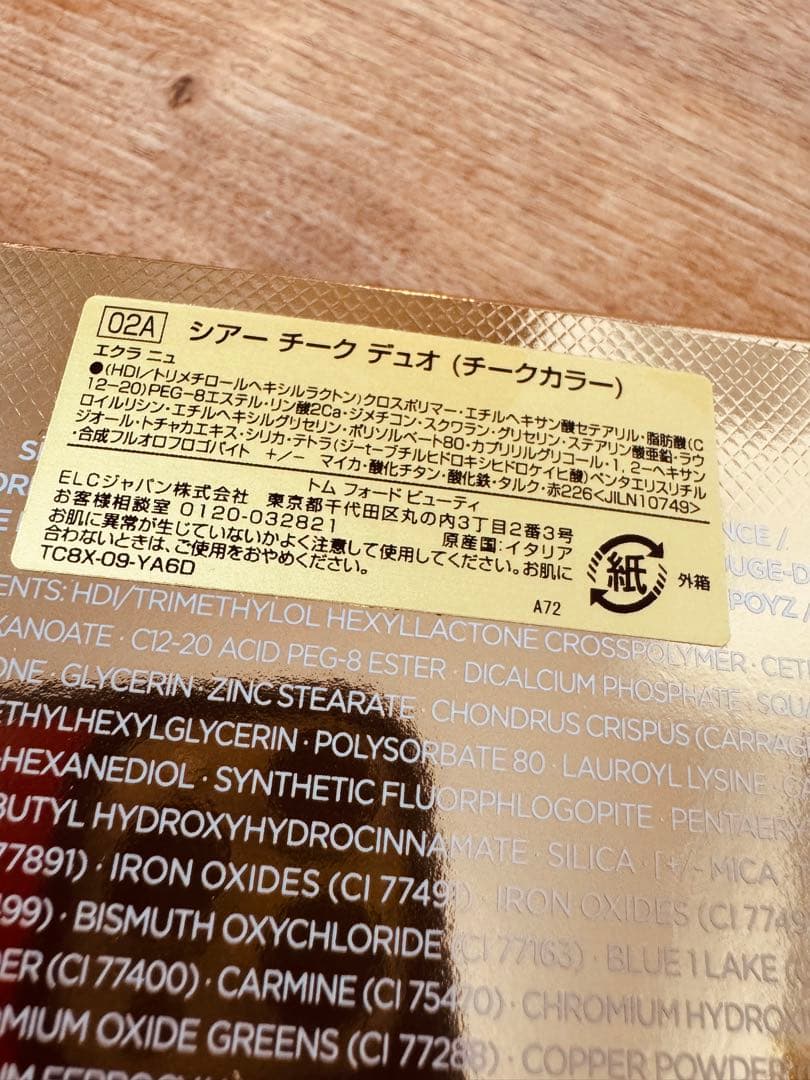 02A シアー チーク デュオ (チークカラー)
エクラ ニュ
●(HDI/トリメチロールヘキシルラクトン)クロスポリマー・エチルヘキサン酸セテアリル・脂肪酸(C
12-20)PEG-8エステル・リン酸2Ca・ジメチコン・スクワラン・グリセリン・ステアリン酸亜鉛・ラウ
ロイルリシン・エチルヘキシルグリセリン・ポリソルベート80・カプリリルグリコール・1,2-ヘキサン
ジオール・トチャカエキス・シリカ・テトラ(ジ-t-ブチルヒドロキシヒドロケイヒ酸)ペンタエリスリチル
・合成フルオロフロゴパイト +/- マイカ・酸化チタン・酸化鉄・タルク・赤226<JILN10749>
トム フォード ビューティ
ELCジャパン株式会社 東京都千代田区丸の内3丁目2番3号
お客様相談室 0120-032821 原産国:イタリア
お肌に異常が生じていないかよく注意して使用してください。お肌に
合わないときは、ご使用をおやめください。
TC8X-09-YA6D
紙 外箱
A72
ENTS: HDI/TRIMETHYLOL HEXYLLACTONE CROSSPOLYMER · CET
XANOATE · C12-20 ACID PEG-8 ESTER · DICALCIUM PHOSPHATE · SQU
ONE · GLYCERIN · ZINC STEARATE · CHONDRUS CRISPUS (CARRAG
ETHYLHEXYLGLYCERIN · POLYSORBATE 80 · LAUROYL LYSINE
-HEXANEDIOL · SYNTHETIC FLUORPHLOGOPITE · PENTAERY
BUTYL HYDROXYHYDROCINNAMATE · SILICA · [+/- MICA ·
77891) · IRON OXIDES (CI 77491) · IRON OXIDES (CI 7749
499) · BISMUTH OXYCHLORIDE (CI 77163) · BLUE 1 LAKE (
DER (CI 77400) · CARMINE (CI 75470) · CHROMIUM HYDRO
OMIUM OXIDE GREENS (CI 77288) · COPPER POWDER